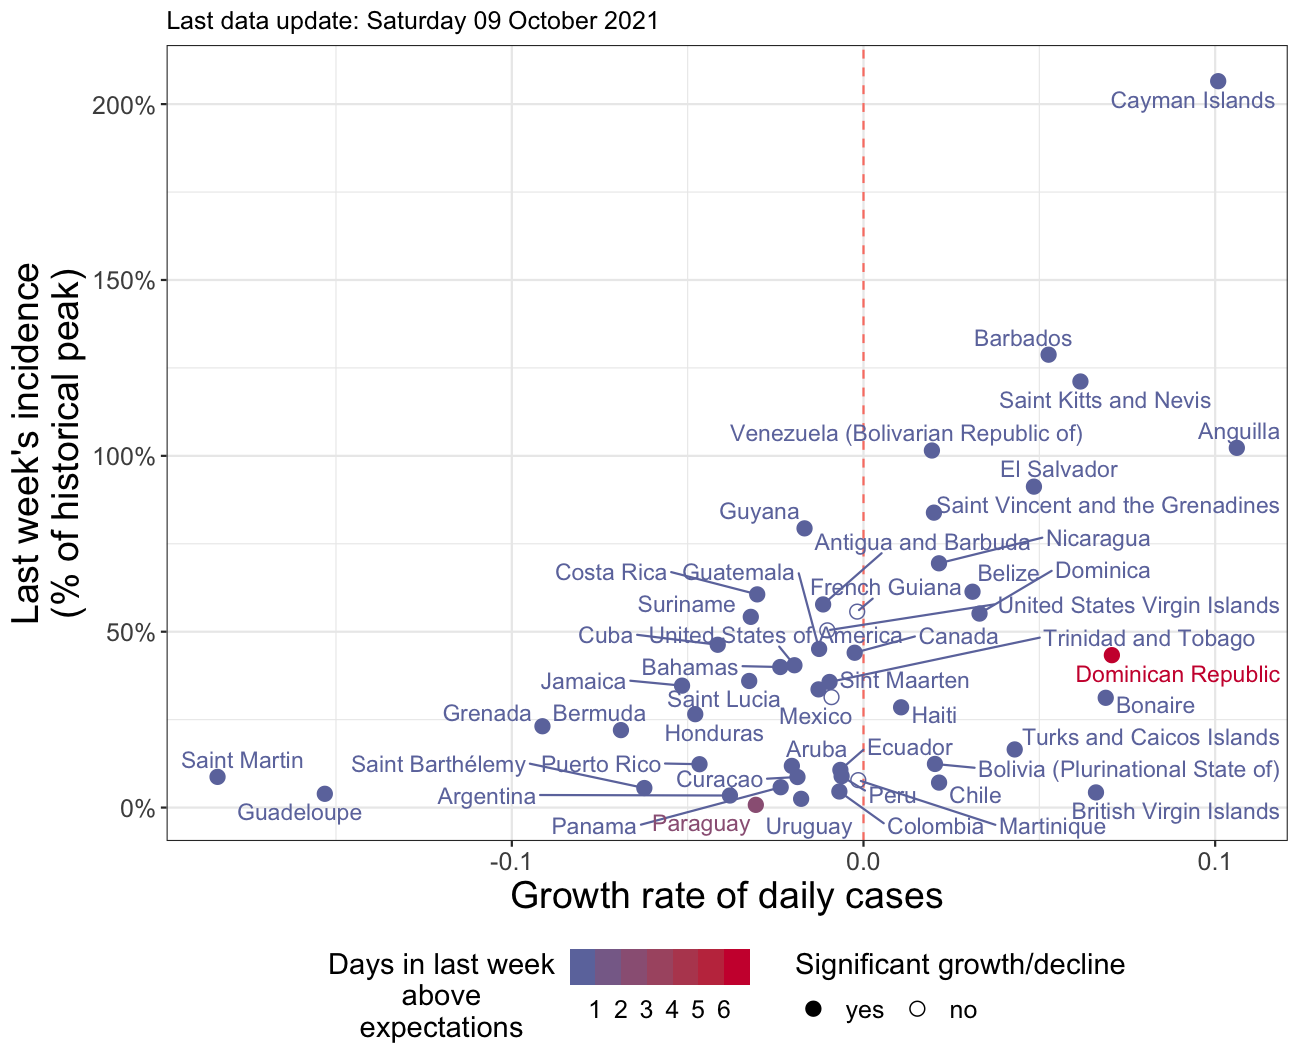 Last data update: Saturday 09 October 2021
Last week's incidence
(% of historical peak)
200%
150%
100%
50%
0%
Cayman Islands
Barbados
Saint Kitts and Nevis
Venezuela (Bolivarian Republic of)
Anguilla
El Salvador
Saint Vincent and the Grenadines
Guyana
Antigua and Barbuda
Nicaragua
Costa Rica
Guatemala
Belize
Dominica
French Guiana
Suriname
United States Virgin Islands
Cuba
United States of America
Canada
Trinidad and Tobago
Bahamas
Dominican Republic
Jamaica
Sint Maarten
Saint Lucia
Bonaire
Grenada
Bermuda
Mexico
Haiti
Honduras
Turks and Caicos Islands
Aruba
Ecuador
Saint Martin
Saint Barthélemy
Puerto Rico
Bolivia (Plurinational State of)
Curacao
Argentina
Peru
Chile
Guadeloupe
British Virgin Islands
Panama
Paraguay
Uruguay
Colombia
Martinique
-0.1
0.0
0.1
Growth rate of daily cases
Days in last week
above
expectations
1 2 3 4 5 6
Significant growth/decline
yes
no